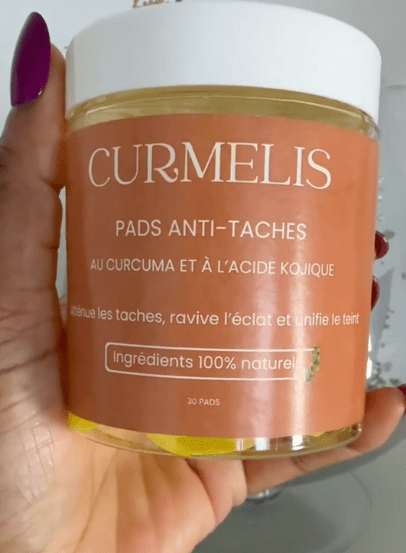 CURMELIS
PADS ANTI-TACHES
AU CURCUMA ET À L'ACIDE KOJIQUE
les taches, ravive l'éclat et unifie le teint
Ingrédients 100% naturels
30 PADS